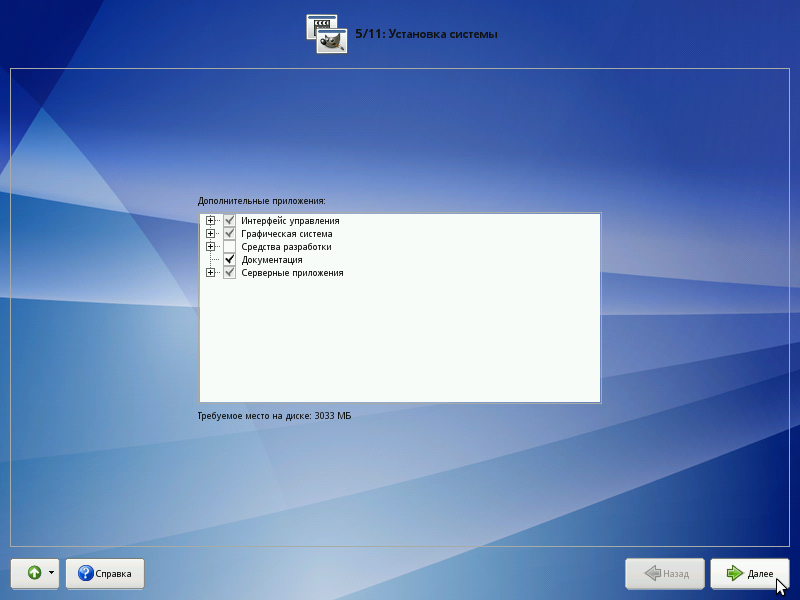 5/11: Установка системы
Дополнительные приложения:
Интерфейс управления
Графическая система
Средства разработки
Документация
Серверные приложения
Требуемое место на диске: 3033 МБ
Справка
Назад
Далее